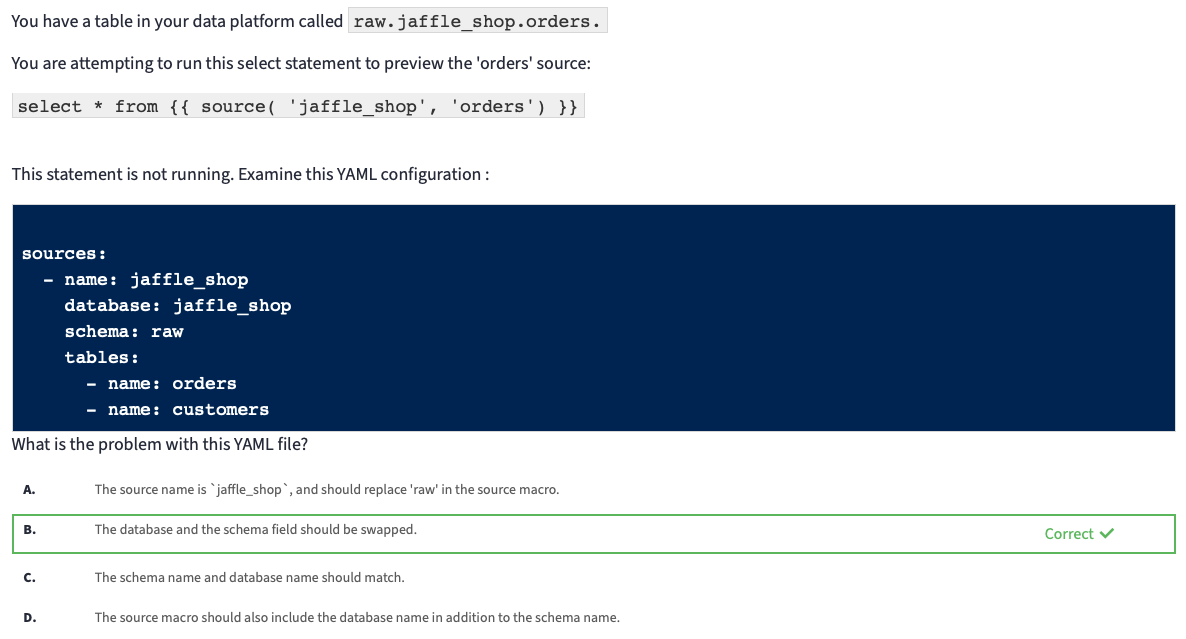 You have a table in your data platform called raw.jaffle_shop.orders.
You are attempting to run this select statement to preview the 'orders' source:
select * from {{ source( 'jaffle_shop', 'orders') }}
This statement is not running. Examine this YAML configuration :
sources:
  - name: jaffle_shop
    database: jaffle_shop
    schema: raw
    tables:
      - name: orders
      - name: customers
What is the problem with this YAML file?
A. The source name is `jaffle_shop`, and should replace 'raw' in the source macro.
B. The database and the schema field should be swapped. Correct ✓
C. The schema name and database name should match.
D. The source macro should also include the database name in addition to the schema name.